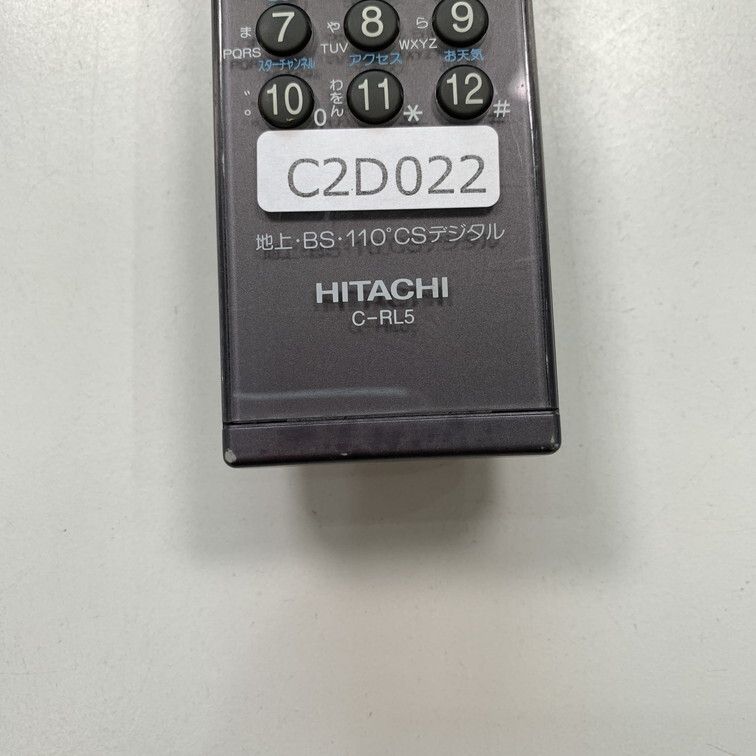 7 8 9
ま や ら
PQRS TUV WXYZ
スターチャンネル アクセス お天気
10 11 12
゛゜ 0 わをん * #
C2D022
地上・BS・110°CSデジタル
HITACHI
C-RL5